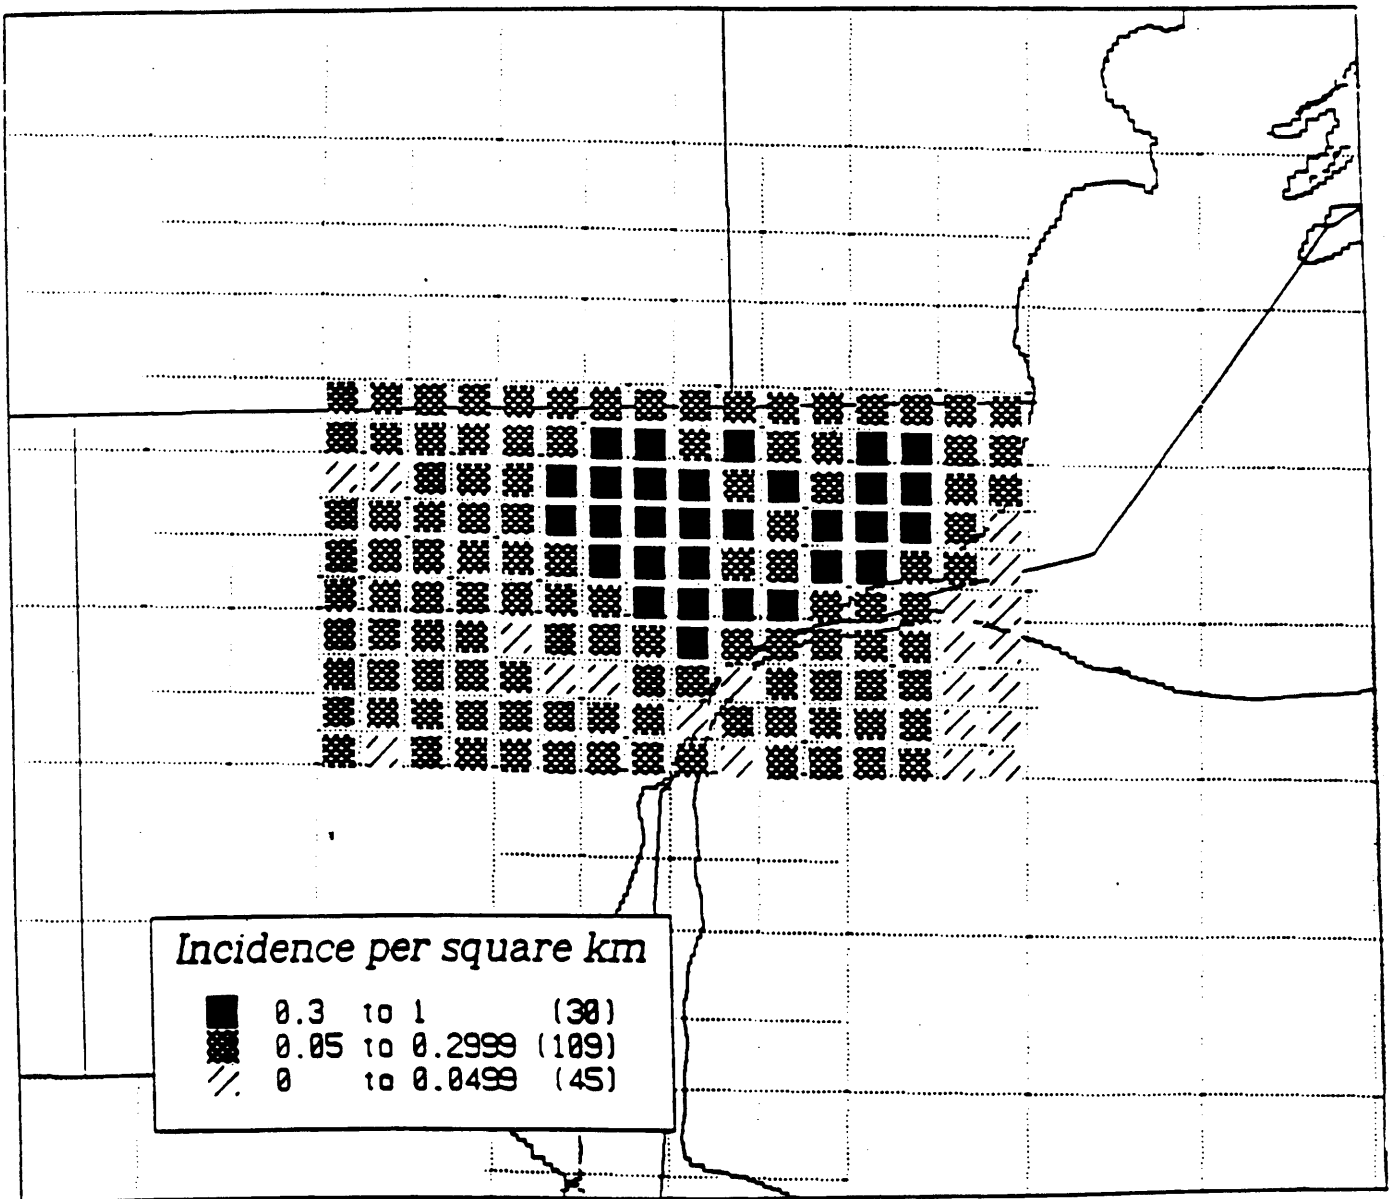 Incidence per square km
0.3 to 1 (30)
0.05 to 0.2999 (109)
0 to 0.0499 (45)